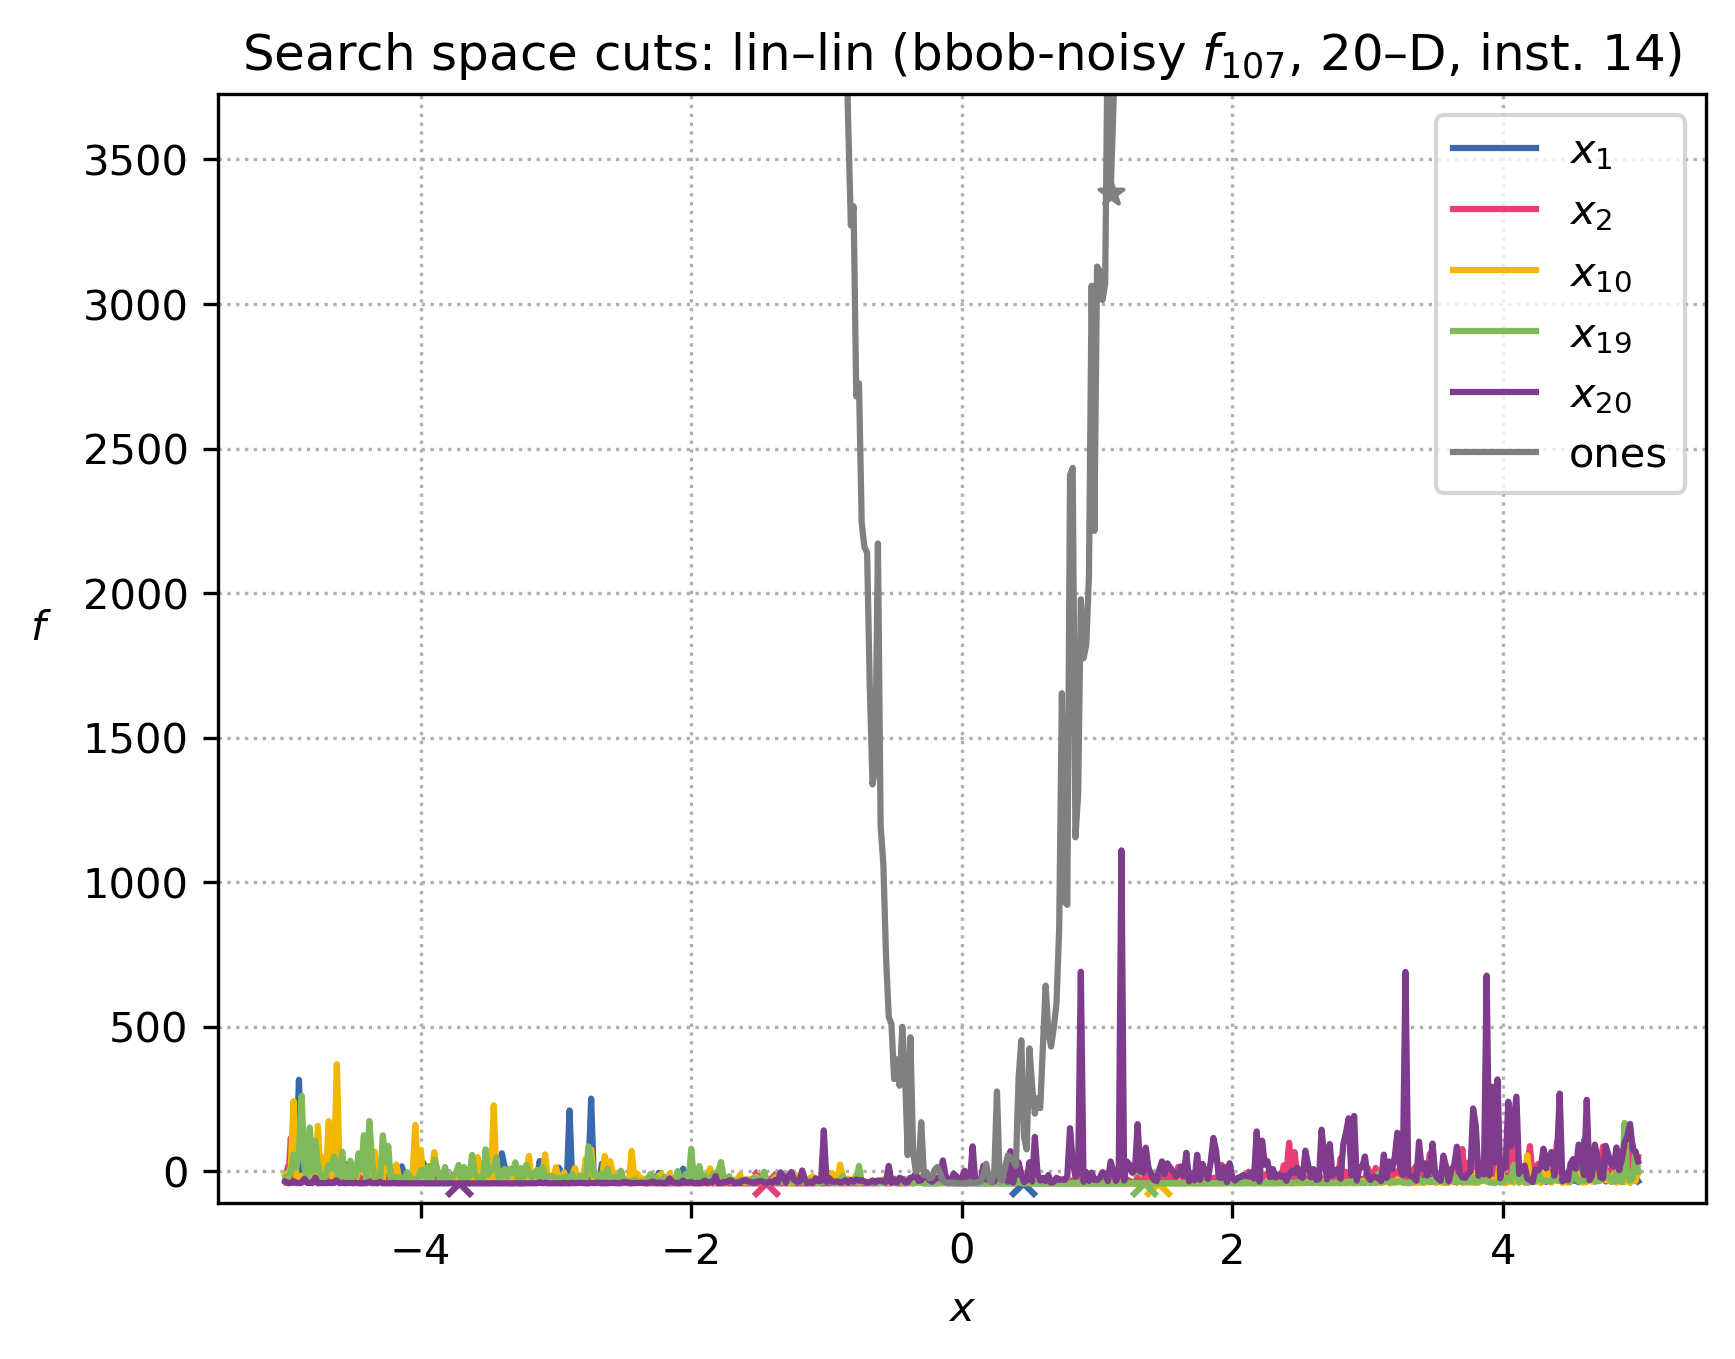 Search space cuts: lin–lin (bbob-noisy f₁₀₇, 20–D, inst. 14)
x₁
x₂
x₁₀
x₁₉
x₂₀
ones
3500
3000
2500
2000
1500
1000
500
0
f
−4
−2
0
2
4
x